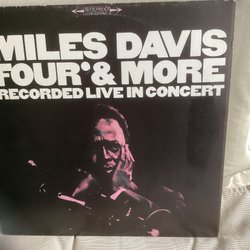 STEREO
MILES DAVIS
'FOUR' & MORE
RECORDED LIVE IN CONCERT